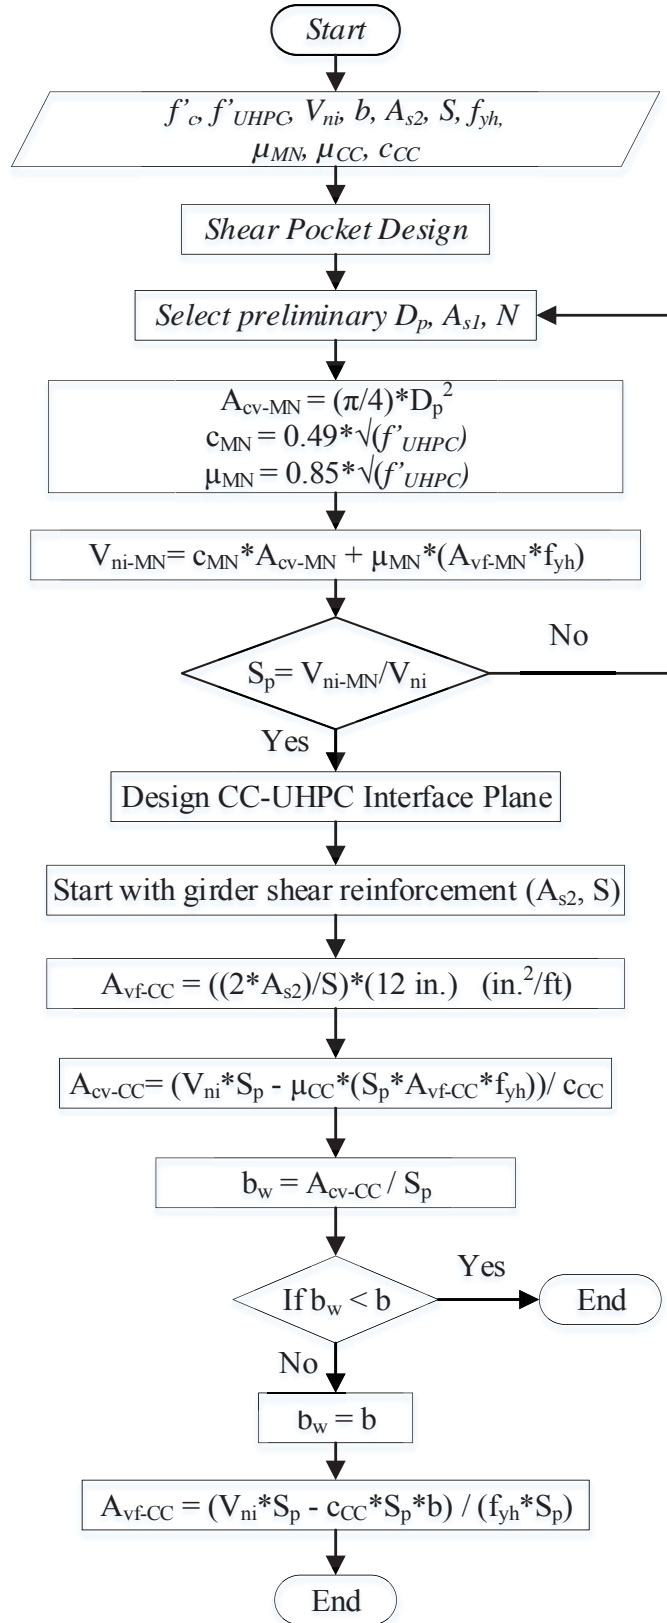 Start
f'c, f'UHPC, Vni, b, As2, S, fyh,
μMN, μCC, cCC
Shear Pocket Design
Select preliminary Dp, As1, N
Acv-MN = (π/4)*Dp²
cMN = 0.49*√(f'UHPC)
μMN = 0.85*√(f'UHPC)
Vni-MN= cMN*Acv-MN + μMN*(Avf-MN*fyh)
No
Sp= Vni-MN/Vni
Yes
Design CC-UHPC Interface Plane
Start with girder shear reinforcement (As2, S)
Avf-CC = ((2*As2)/S)*(12 in.) (in.²/ft)
Acv-CC= (Vni*Sp - μCC*(Sp*Avf-CC*fyh))/ cCC
bw = Acv-CC / Sp
Yes
If bw < b
End
No
bw = b
Avf-CC = (Vni*Sp - cCC*Sp*b) / (fyh*Sp)
End